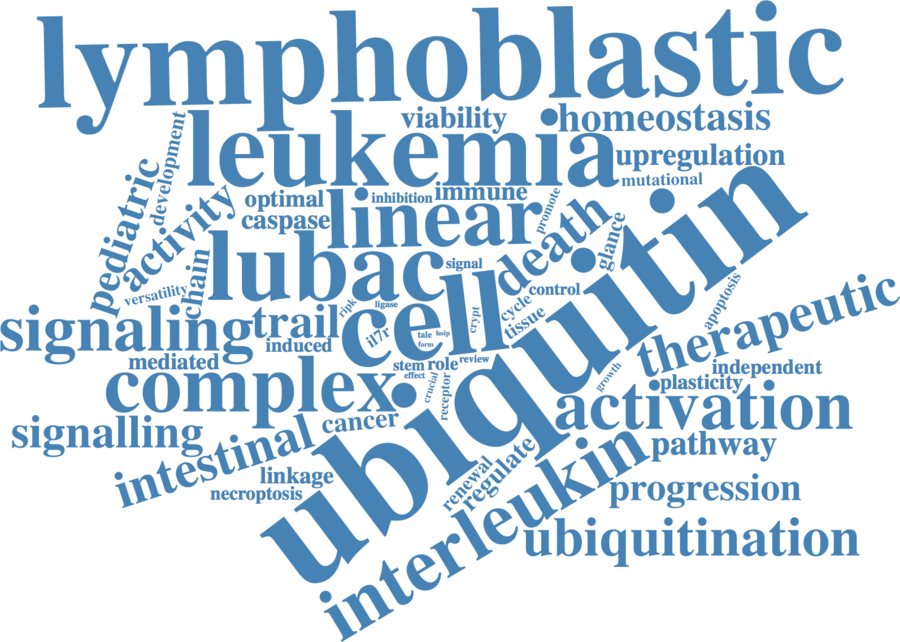 lymphoblastic
viability
homeostasis
leukemia
development
upregulation
mutational
pediatric
activity
optimal
inhibition
immune
promote
caspase
linear
death
glance
ubiquitin
chain
versatility
lubac
signal
cell
control
cycle
tissue
apoptosis
therapeutic
signaling
trail
ripk
ligase
il7r
tale
hoip
form
crypt
induced
mediated
stem
role
review
effect
crucial
receptor
growth
independent
plasticity
complex
cancer
activation
signalling
intestinal
linkage
necroptosis
renewal
regulate
pathway
interleukin
progression
ubiquitination